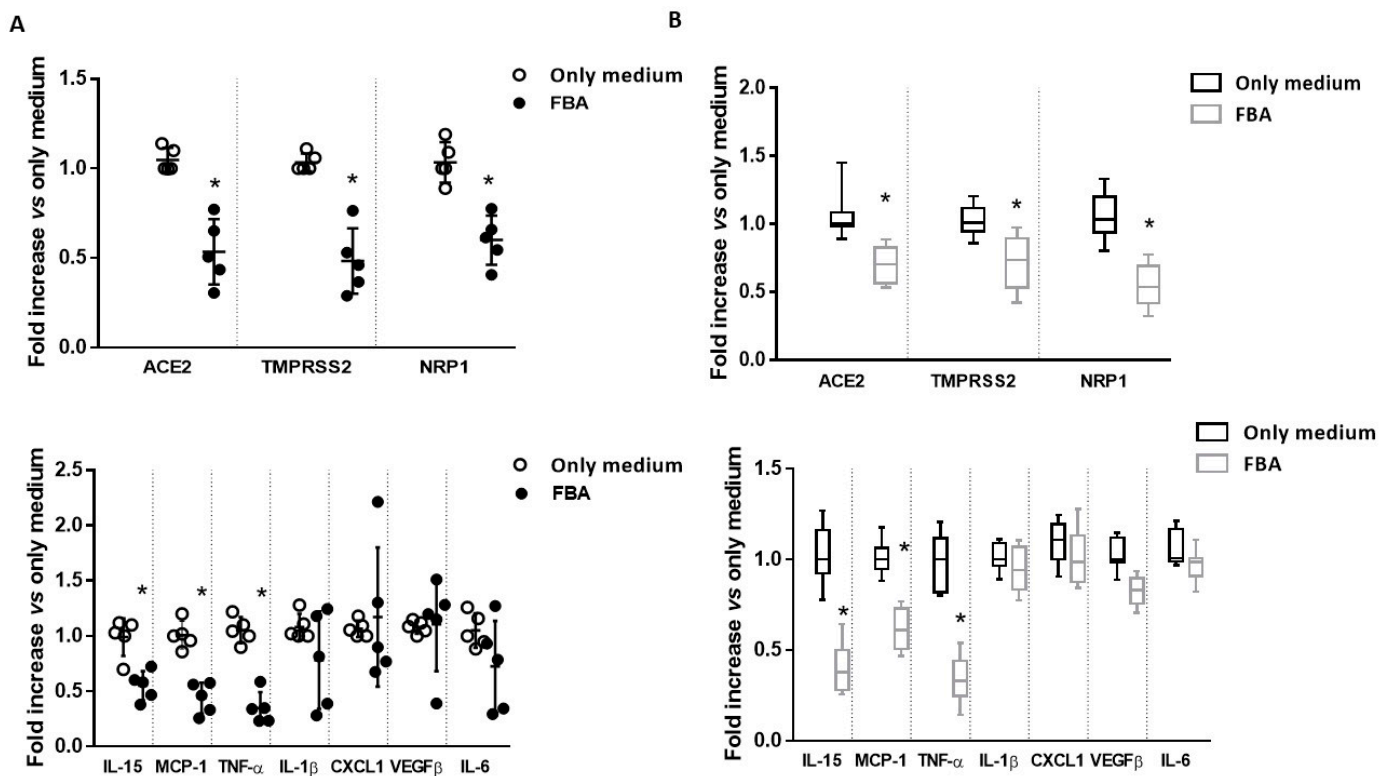 A
Fold increase vs only medium
1.5
1.0
0.5
0.0
Only medium
FBA
*
*
*
ACE2
TMPRSS2
NRP1
B
Fold increase vs only medium
2.0
1.5
1.0
0.5
0.0
Only medium
FBA
*
*
*
ACE2
TMPRSS2
NRP1
Fold increase vs only medium
2.5
2.0
1.5
1.0
0.5
0.0
Only medium
FBA
*
*
*
IL-15 MCP-1 TNF-α IL-1β CXCL1 VEGFβ IL-6
Fold increase vs only medium
1.5
1.0
0.5
0.0
Only medium
FBA
*
*
*
IL-15 MCP-1 TNF-α IL-1β CXCL1 VEGFβ IL-6